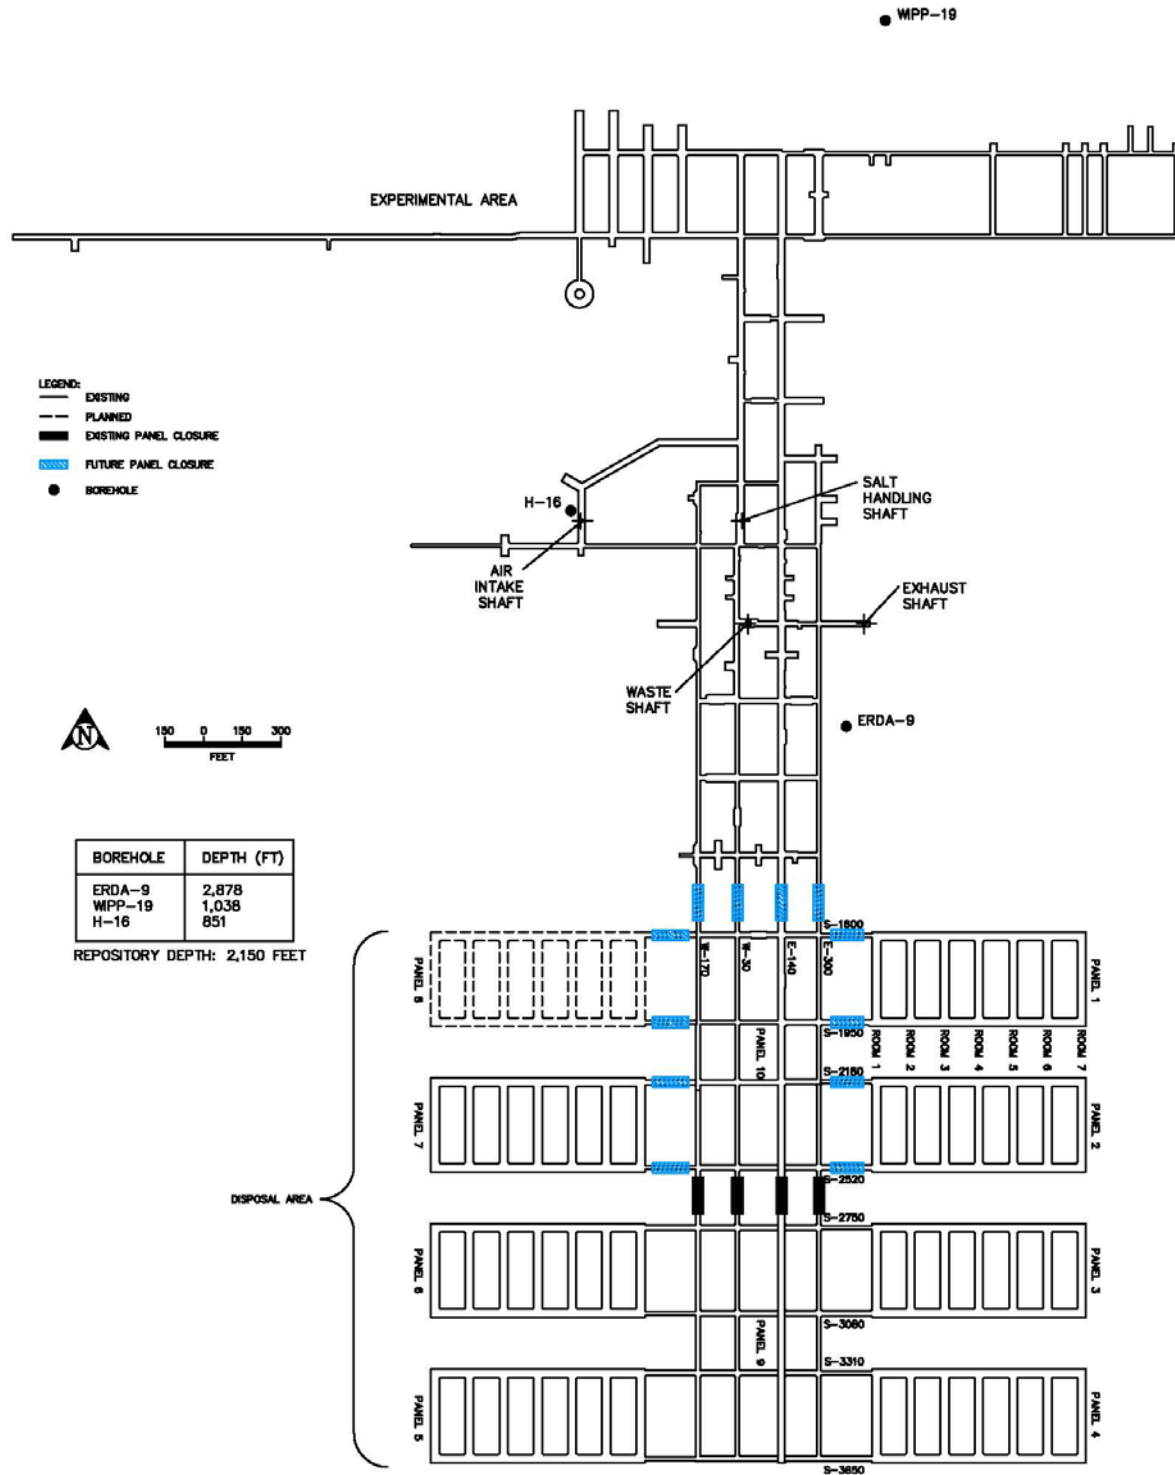 WIPP-19
EXPERIMENTAL AREA
LEGEND:
EXISTING
PLANNED
EXISTING PANEL CLOSURE
FUTURE PANEL CLOSURE
BOREHOLE
H-16
SALT
HANDLING
SHAFT
AIR
INTAKE
SHAFT
EXHAUST
SHAFT
WASTE
SHAFT
ERDA-9
N
150 0 150 300
FEET
BOREHOLE DEPTH (FT)
ERDA-9 2,878
WIPP-19 1,038
H-16 851
REPOSITORY DEPTH: 2,150 FEET
S-1600
W-170
W-30
E-140
E-300
PANEL 8
PANEL 1
S-1950
PANEL 10
ROOM 1
ROOM 2
ROOM 3
ROOM 4
ROOM 5
ROOM 6
ROOM 7
S-2180
PANEL 7
PANEL 2
S-2520
DISPOSAL AREA
S-2750
PANEL 6
PANEL 3
S-3080
PANEL 9
S-3310
PANEL 5
PANEL 4
S-3650